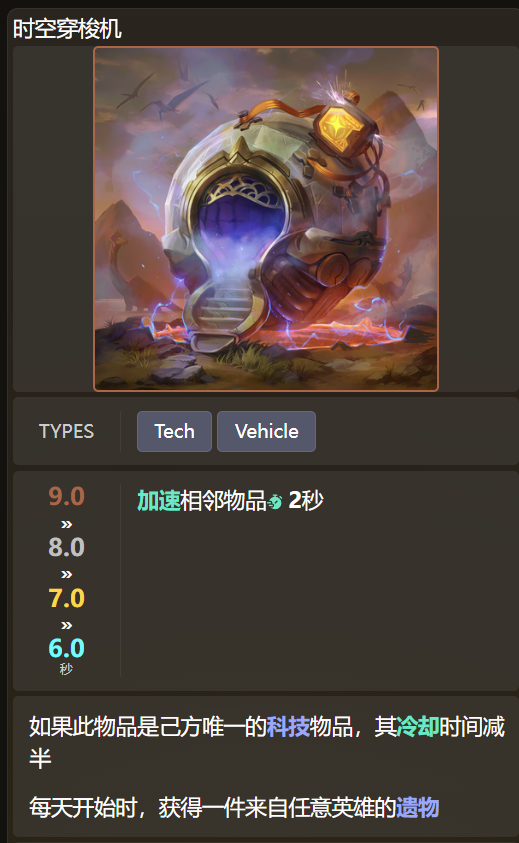 时空穿梭机
TYPES
Tech
Vehicle
9.0
»
8.0
»
7.0
»
6.0
秒
加速相邻物品 2秒
如果此物品是己方唯一的科技物品，其冷却时间减
半
每天开始时，获得一件来自任意英雄的遗物